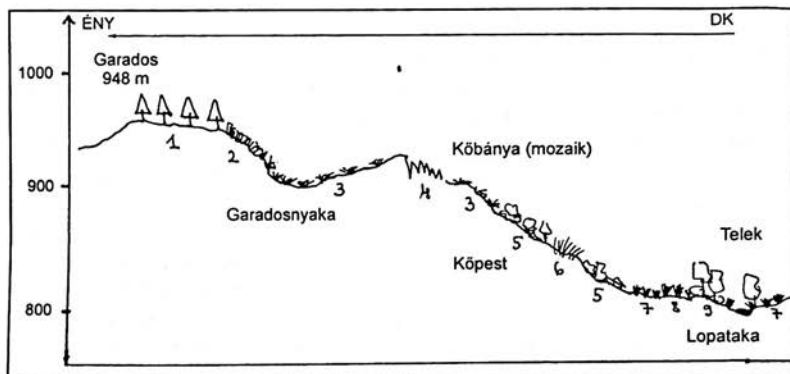 ÉNY
DK
Garados
948 m
1000
900
800
1
2
3
4
3
5
6
5
7
8
9
7
Kőbánya (mozaik)
Garadosnyaka
Kőpest
Telek
Lopataka